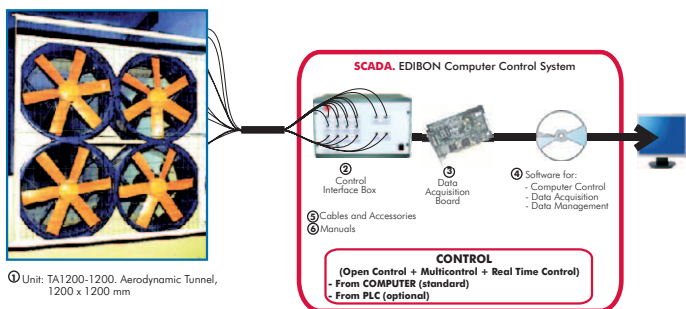 SCADA. EDIBON Computer Control System
② Control
Interface Box
③ Data
Acquisition
Board
④ Software for:
- Computer Control
- Data Acquisition
- Data Management
⑤ Cables and Accessories
⑥ Manuals
① Unit: TA1200-1200. Aerodynamic Tunnel,
1200 x 1200 mm
CONTROL
(Open Control + Multicontrol + Real Time Control)
- From COMPUTER (standard)
- From PLC (optional)